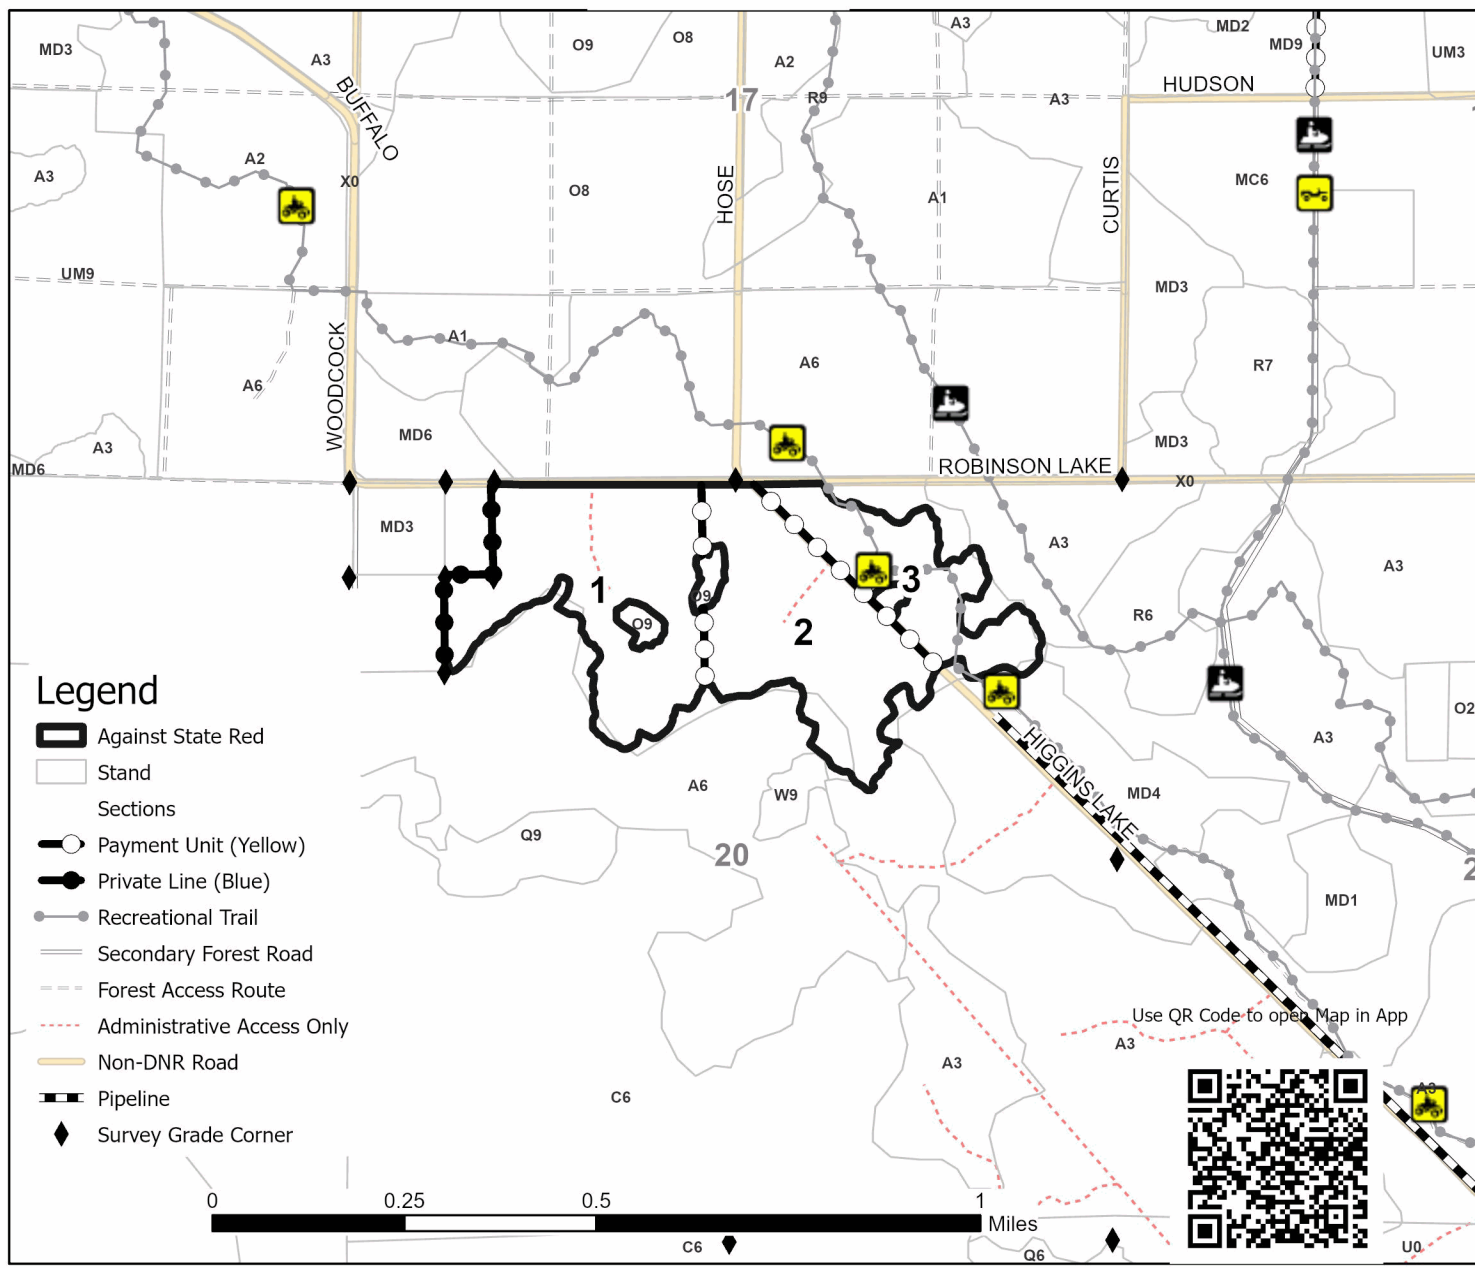 MD3
A3
O9
O8
A2
A3
MD2
MD9
UM3
BUFFALO
17
R9
A3
HUDSON
A3
A2
X0
O8
HOSE
A1
CURTIS
MC6
UM9
MD3
WOODCOCK
A1
A6
A6
R7
A3
MD6
MD3
MD6
ROBINSON LAKE
X0
MD3
A3
A3
1
O9
O9
2
3
R6
Legend
Against State Red
Stand
Sections
Payment Unit (Yellow)
Private Line (Blue)
Recreational Trail
Secondary Forest Road
Forest Access Route
Administrative Access Only
Non-DNR Road
Pipeline
Survey Grade Corner
O2
A3
HIGGINS LAKE
A6
W9
MD4
Q9
20
2
MD1
Use QR Code to open Map in App
A3
A3
C6
A3
0
0.25
0.5
1
Miles
C6
Q6
U0